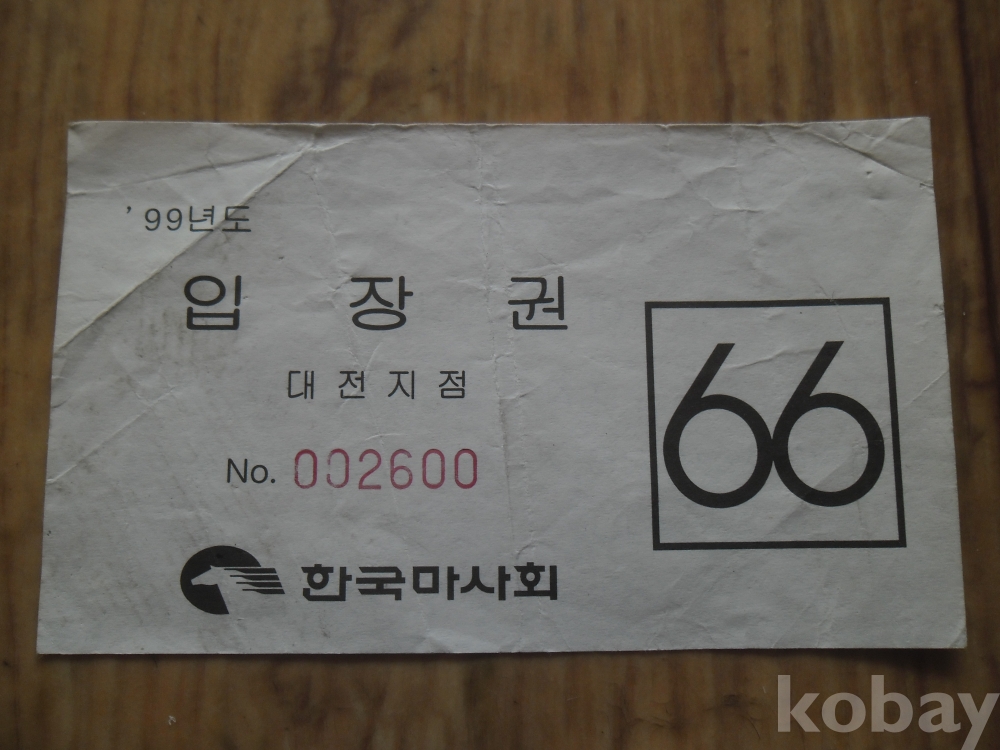 '99년도
입 장 권
대 전 지 점
No. 002600
한국마사회
66
kobay